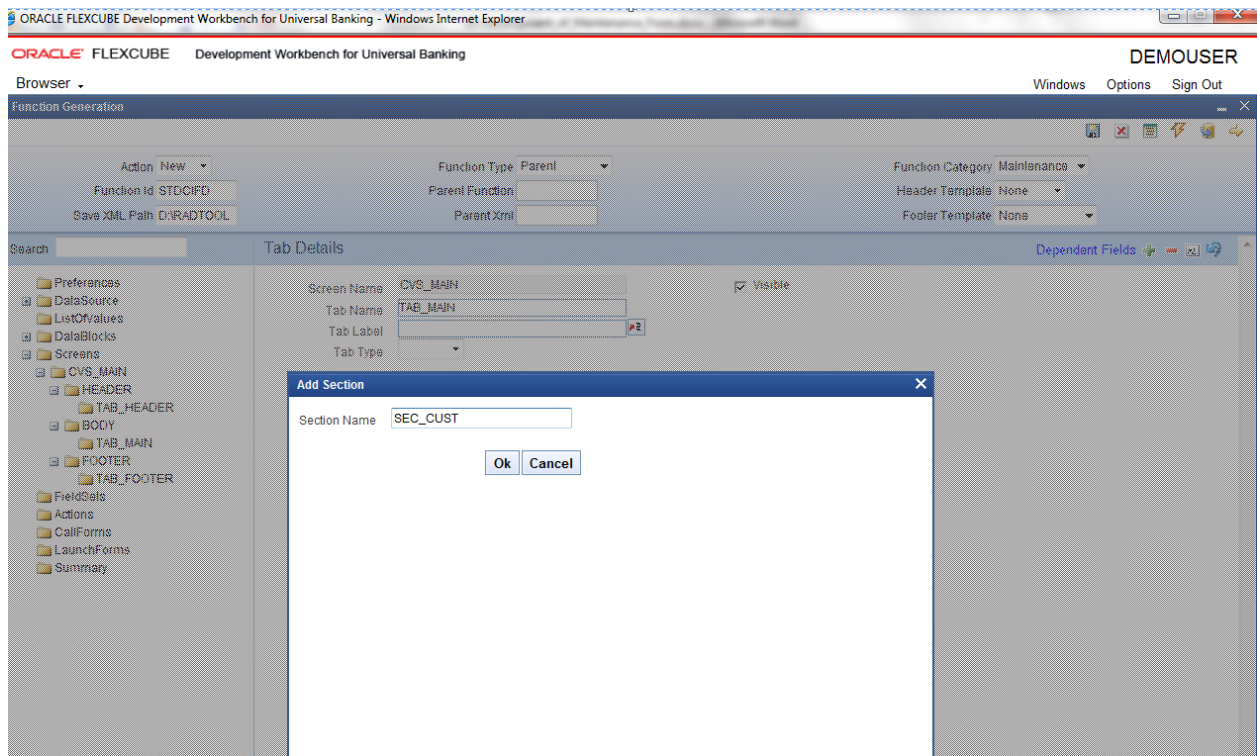 ORACLE FLEXCUBE Development Workbench for Universal Banking - Windows Internet Explorer
ORACLE FLEXCUBE Development Workbench for Universal Banking
DEMOUSER
Browser
Windows Options Sign Out
Function Generation
Action New Function Type Parent Function Category Maintenance
Function Id STDCIFD Parent Function Header Template None
Save XML Path D:\RADTOOL Parent Xml Footer Template None
Search
Tab Details
Dependent Fields
Preferences
DataSource
ListOfValues
DataBlocks
Screens
CVS_MAIN
HEADER
TAB_HEADER
BODY
TAB_MAIN
FOOTER
TAB_FOOTER
FieldSets
Actions
CallForms
LaunchForms
Summary
Screen Name CVS_MAIN Visible
Tab Name TAB_MAIN
Tab Label
Tab Type
Add Section
Section Name SEC_CUST
Ok Cancel